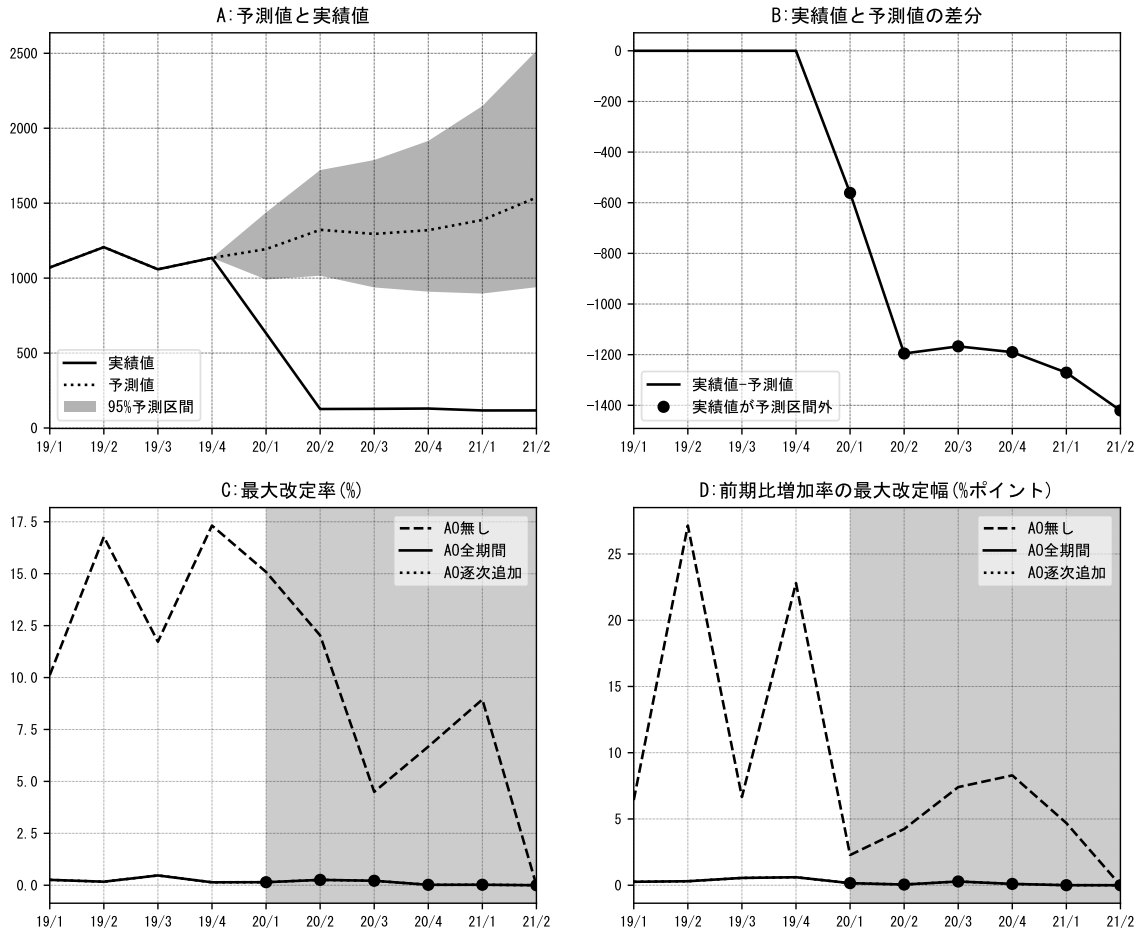 A:予測値と実績値
2500
2000
1500
1000
500
0
実績値
予測値
95%予測区間
19/1 19/2 19/3 19/4 20/1 20/2 20/3 20/4 21/1 21/2
B:実績値と予測値の差分
0
−200
−400
−600
−800
−1000
−1200
−1400
実績値−予測値
実績値が予測区間外
19/1 19/2 19/3 19/4 20/1 20/2 20/3 20/4 21/1 21/2
C:最大改定率(%)
17.5
15.0
12.5
10.0
7.5
5.0
2.5
0.0
AO無し
AO全期間
AO逐次追加
19/1 19/2 19/3 19/4 20/1 20/2 20/3 20/4 21/1 21/2
D:前期比増加率の最大改定幅(%ポイント)
25
20
15
10
5
0
AO無し
AO全期間
AO逐次追加
19/1 19/2 19/3 19/4 20/1 20/2 20/3 20/4 21/1 21/2